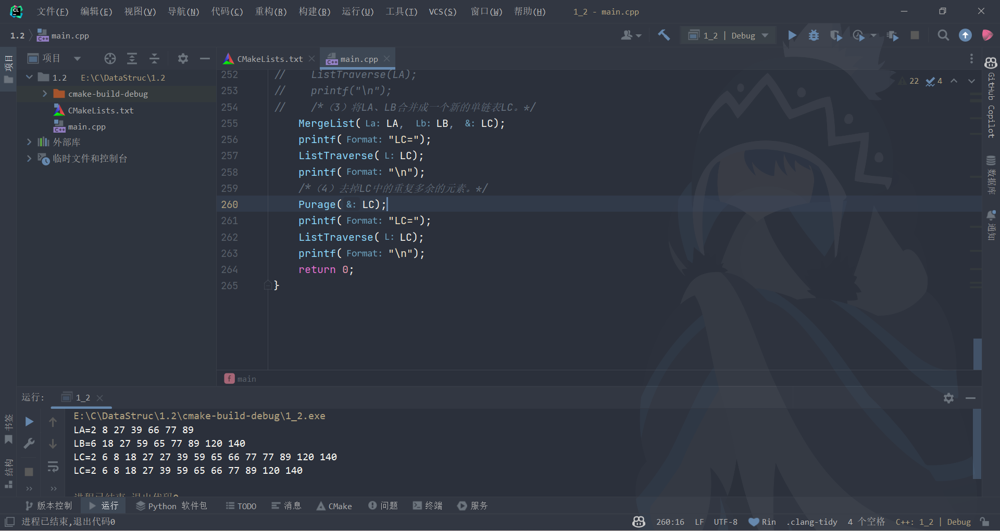 文件(F) 编辑(E) 视图(V) 导航(N) 代码(C) 重构(R) 构建(B) 运行(U) 工具(T) VCS(S) 窗口(W) 帮助(H) 1_2 - main.cpp
1.2 main.cpp 1_2 | Debug
项目
项目
CMakeLists.txt main.cpp
1.2 E:\C\DataStruc\1.2
cmake-build-debug
CMakeLists.txt
main.cpp
外部库
临时文件和控制台
22 4
252 //    ListTraverse(LA);
253 //    printf("\n");
254 //    /*（3）将LA、LB合并成一个新的单链表LC。*/
255 MergeList( La: LA, Lb: LB, &: LC);
256 printf( Format: "LC=");
257 ListTraverse( L: LC);
258 printf( Format: "\n");
259 /*（4）去掉LC中的重复多余的元素。*/
260 Purage( &: LC);
261 printf( Format: "LC=");
262 ListTraverse( L: LC);
263 printf( Format: "\n");
264 return 0;
265 }
main
GitHub Copilot
数据库
通知
运行: 1_2
书签
结构
E:\C\DataStruc\1.2\cmake-build-debug\1_2.exe
LA=2 8 27 39 66 77 89
LB=6 18 27 59 65 77 89 120 140
LC=2 6 8 18 27 27 39 59 65 66 77 77 89 120 140
LC=2 6 8 18 27 39 59 65 66 77 89 120 140
进程已结束,退出代码0
版本控制 运行 Python 软件包 TODO 消息 CMake 问题 终端 服务
进程已结束,退出代码0 260:16 LF UTF-8 Rin .clang-tidy 4 个空格 C++: 1_2 | Debug